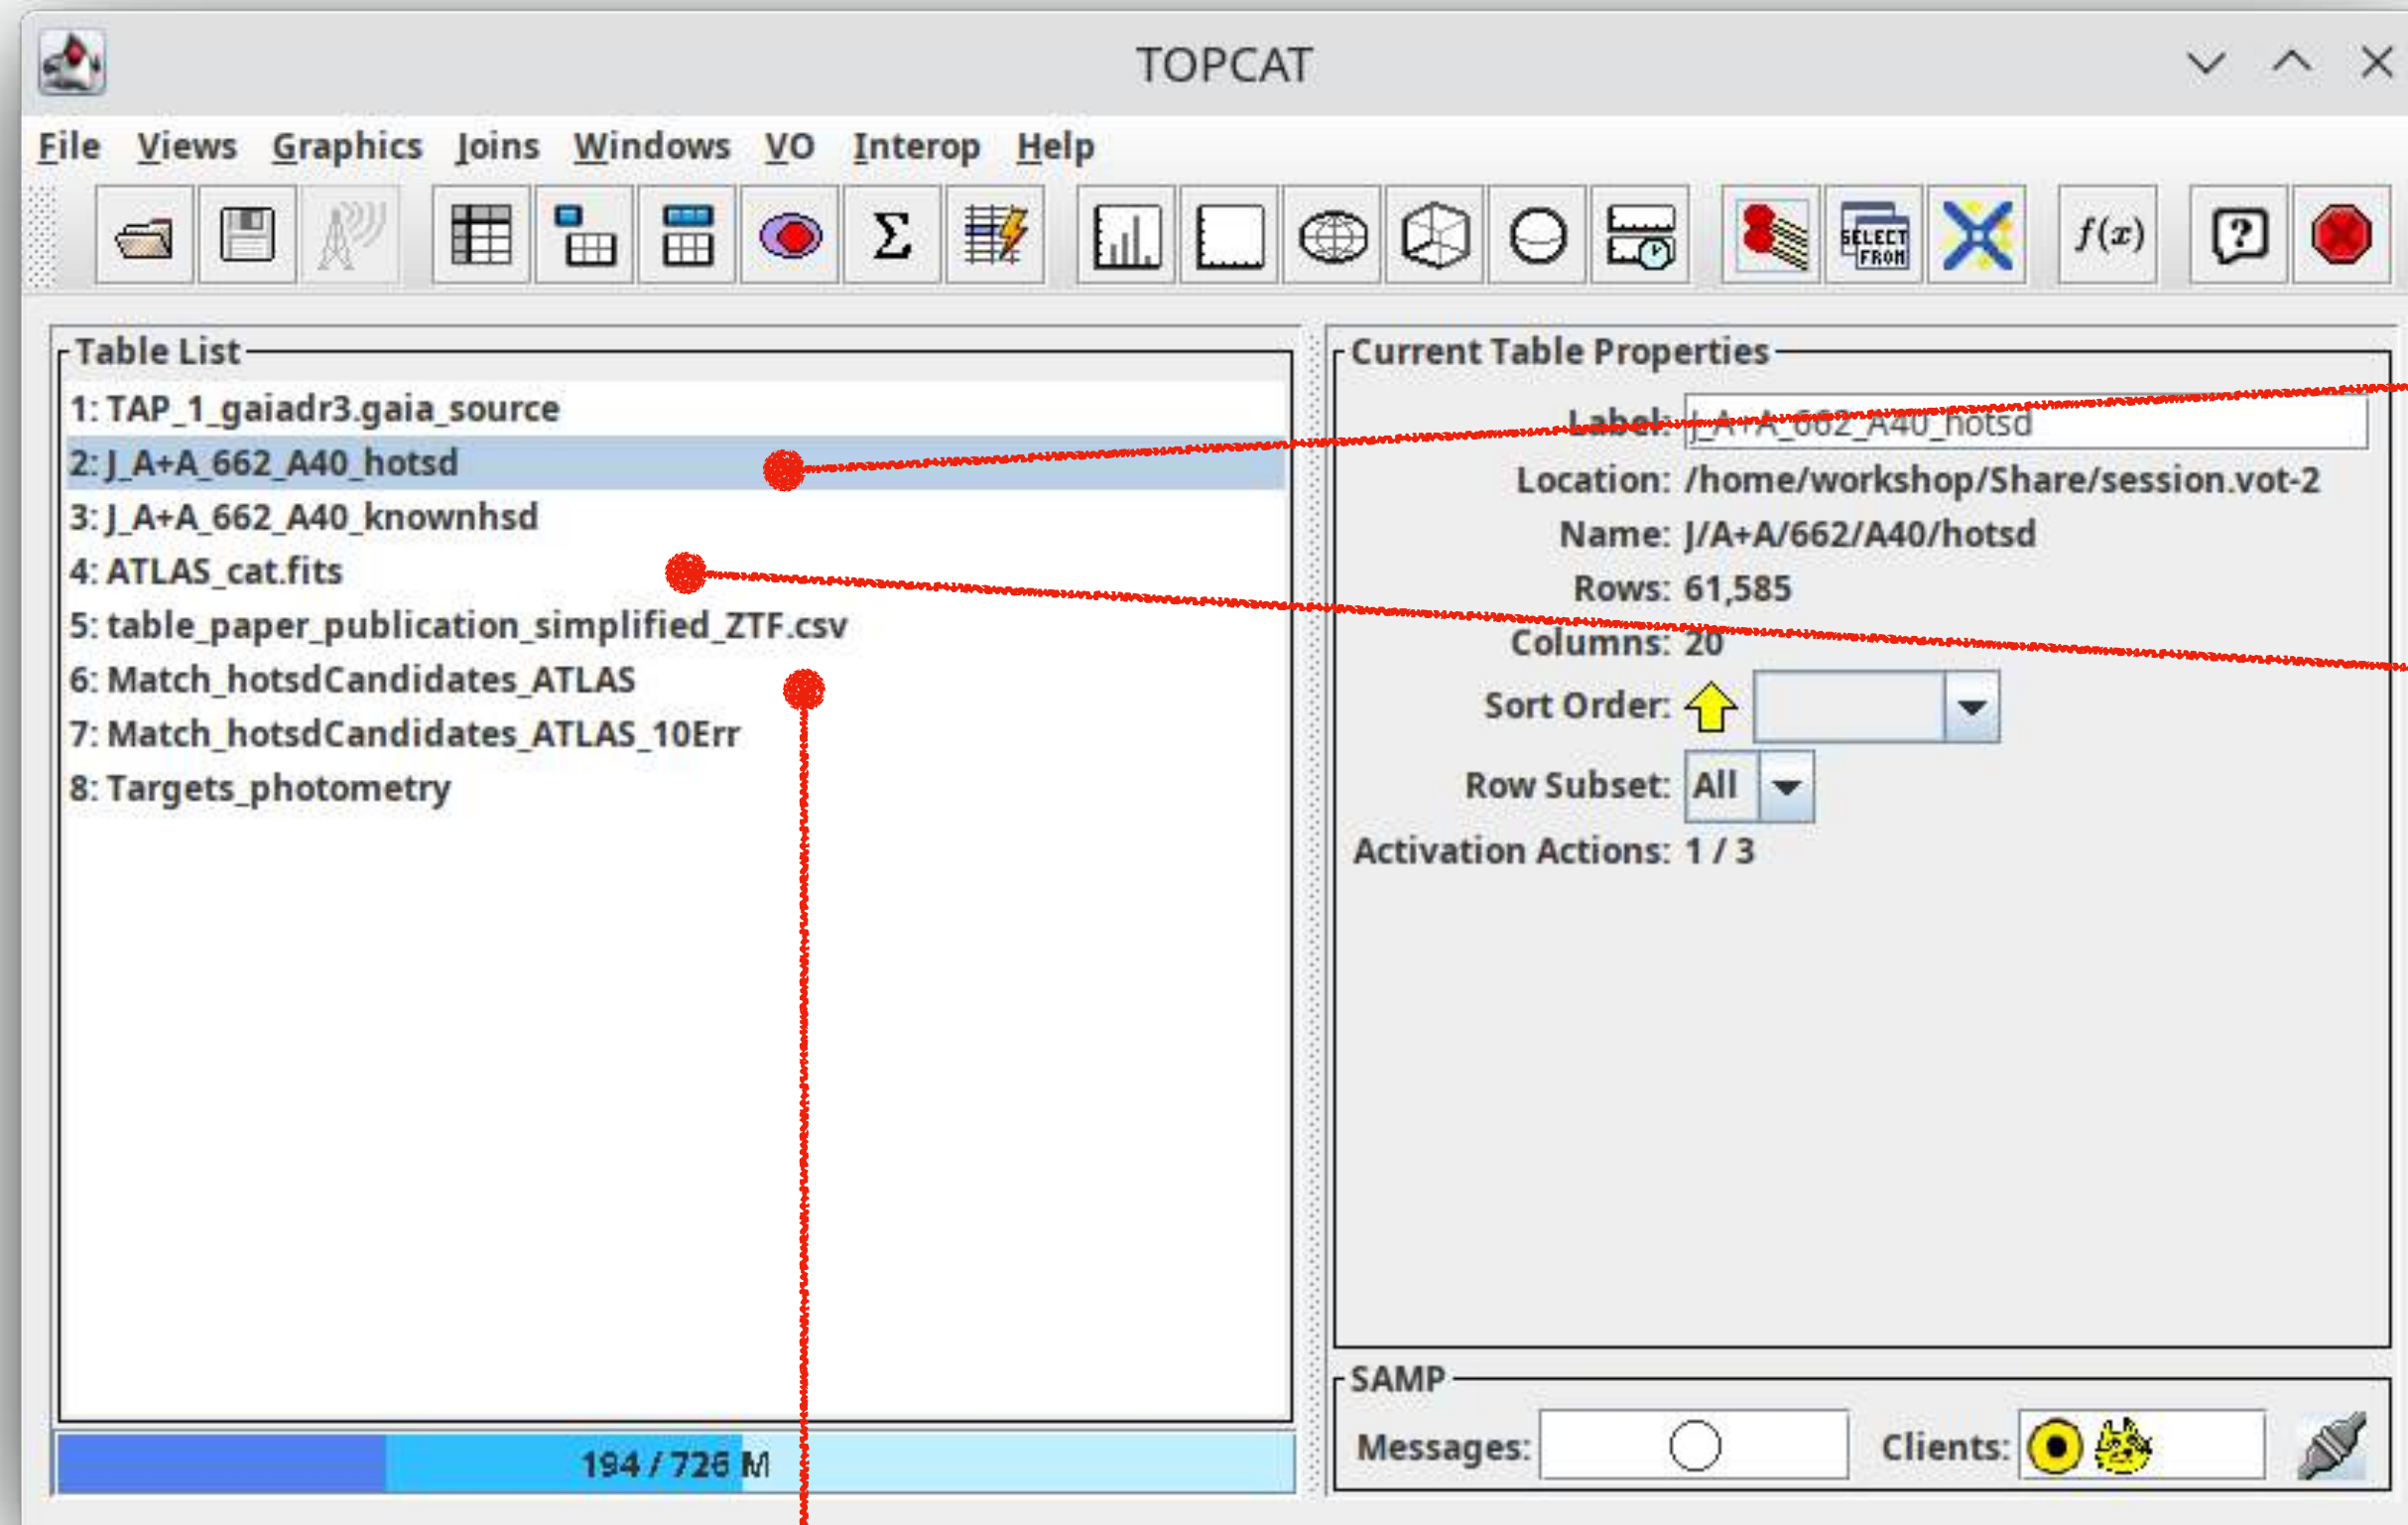 TOPCAT
File Views Graphics Joins Windows VO Interop Help
SELECT
FROM
f(x)
?
Table List
1: TAP_1_gaiadr3.gaia_source
2: J_A+A_662_A40_hotsd
3: J_A+A_662_A40_knownhsd
4: ATLAS_cat.fits
5: table_paper_publication_simplified_ZTF.csv
6: Match_hotsdCandidates_ATLAS
7: Match_hotsdCandidates_ATLAS_10Err
8: Targets_photometry
194 / 726 M
Current Table Properties
Label: J_A+A_662_A40_hotsd
Location: /home/workshop/Share/session.vot-2
Name: J/A+A/662/A40/hotsd
Rows: 61,585
Columns: 20
Sort Order:
Row Subset: All
Activation Actions: 1 / 3
SAMP
Messages: Clients: